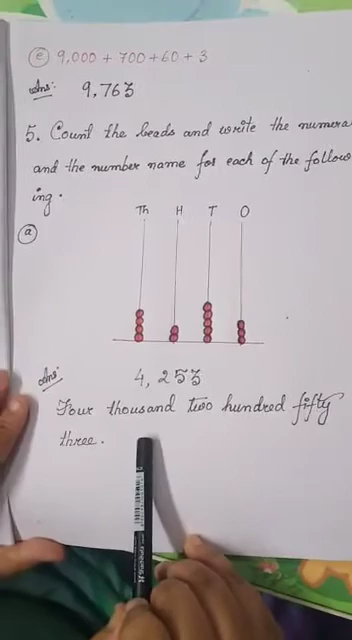 (e) 9,000 + 700 + 60 + 3
Ans: 9,763
5. Count the beads and write the numera
and the number name for each of the follow
ing.
Th H T O
(a)
Ans: 4, 253
Four thousand two hundred fifty
three.